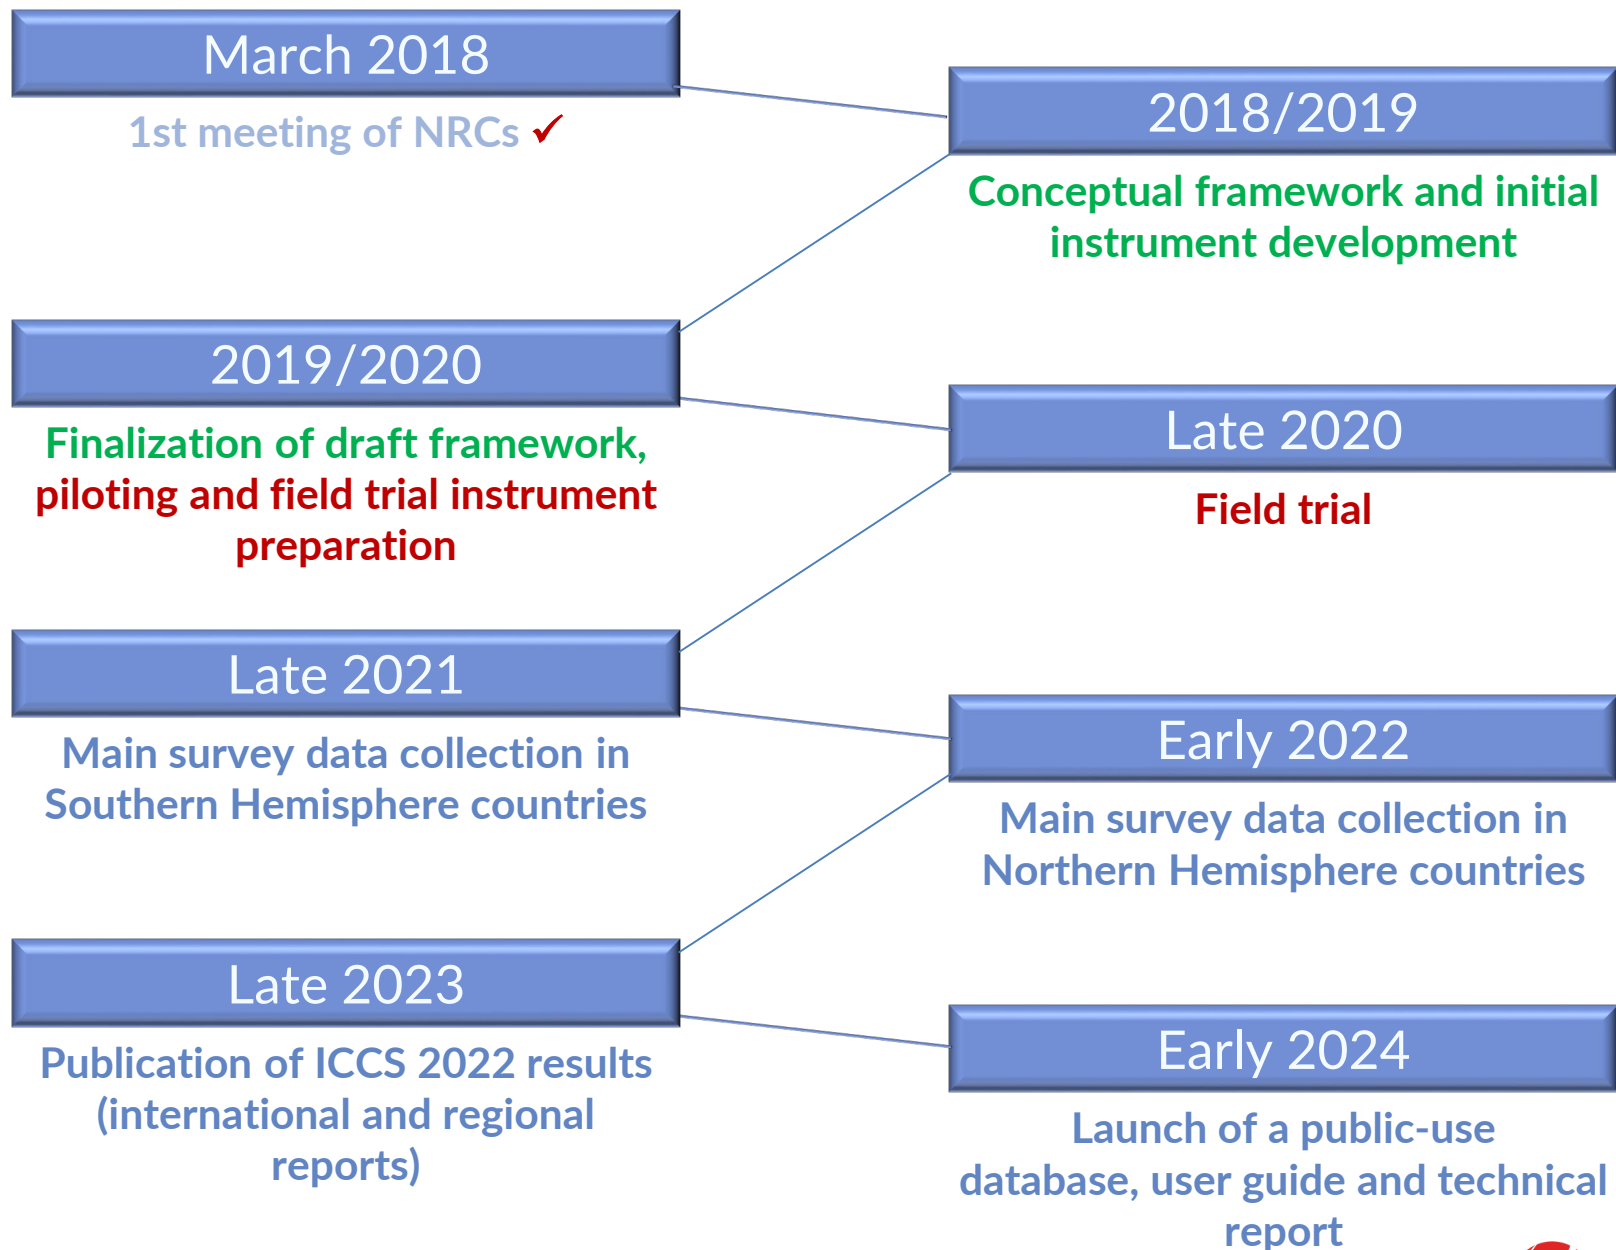 March 2018
1st meeting of NRCs ✓
2018/2019
Conceptual framework and initial
instrument development
2019/2020
Finalization of draft framework,
piloting and field trial instrument
preparation
Late 2020
Field trial
Late 2021
Main survey data collection in
Southern Hemisphere countries
Early 2022
Main survey data collection in
Northern Hemisphere countries
Late 2023
Publication of ICCS 2022 results
(international and regional
reports)
Early 2024
Launch of a public-use
database, user guide and technical
report